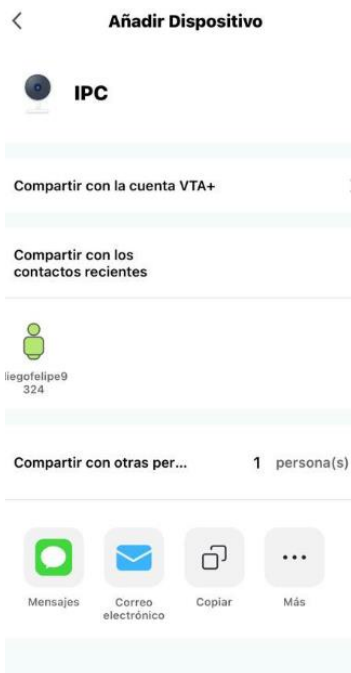 Añadir Dispositivo
IPC
Compartir con la cuenta VTA+
Compartir con los
contactos recientes
iegofelipe9
324
Compartir con otras per... 1 persona(s)
Mensajes Correo electrónico Copiar Más